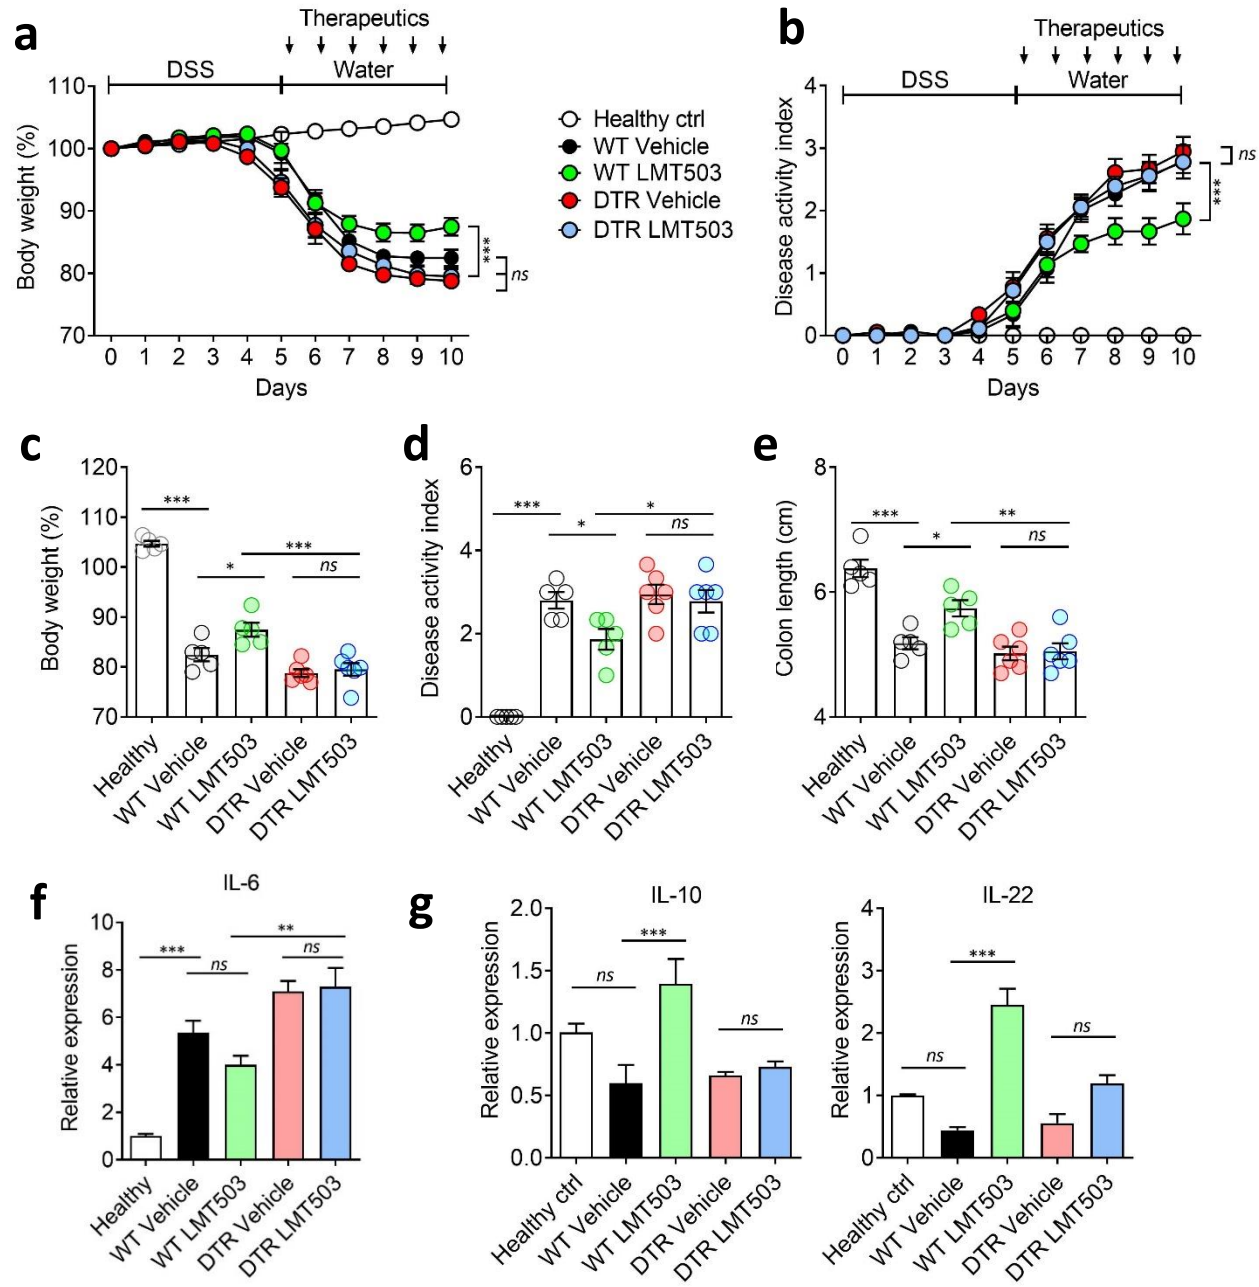 a
Therapeutics
DSS
Water
Body weight (%)
110
100
90
80
70
0 1 2 3 4 5 6 7 8 9 10
Days
***
ns
Healthy ctrl
WT Vehicle
WT LMT503
DTR Vehicle
DTR LMT503
b
Therapeutics
DSS
Water
Disease activity index
4
3
2
1
0
0 1 2 3 4 5 6 7 8 9 10
Days
ns
***
c
Body weight (%)
120
110
100
90
80
70
***
***
*
ns
Healthy
WT Vehicle
WT LMT503
DTR Vehicle
DTR LMT503
d
Disease activity index
6
4
2
0
***
*
*
ns
Healthy
WT Vehicle
WT LMT503
DTR Vehicle
DTR LMT503
e
Colon length (cm)
8
6
4
***
**
*
ns
Healthy
WT Vehicle
WT LMT503
DTR Vehicle
DTR LMT503
f
IL-6
Relative expression
10
8
6
4
2
0
***
**
ns
ns
Healthy
WT Vehicle
WT LMT503
DTR Vehicle
DTR LMT503
g
IL-10
Relative expression
2.0
1.5
1.0
0.5
0.0
ns
***
ns
Healthy ctrl
WT Vehicle
WT LMT503
DTR Vehicle
DTR LMT503
IL-22
Relative expression
4
3
2
1
0
ns
***
ns
Healthy ctrl
WT Vehicle
WT LMT503
DTR Vehicle
DTR LMT503